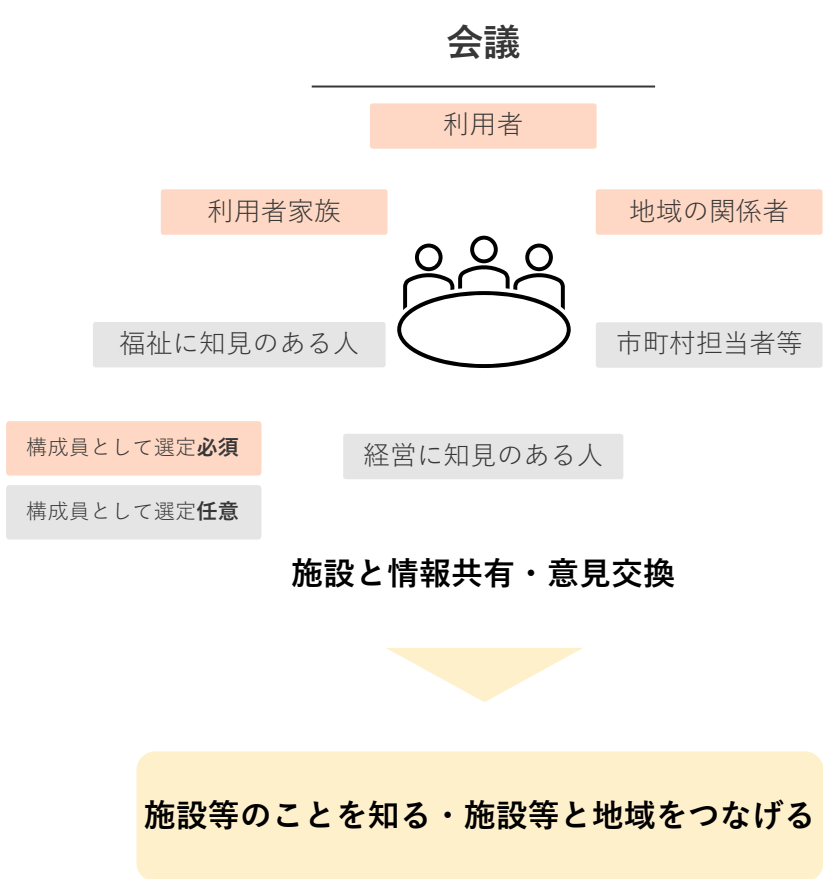 会議
利用者
利用者家族
地域の関係者
福祉に知見のある人
市町村担当者等
構成員として選定必須
経営に知見のある人
構成員として選定任意
施設と情報共有・意見交換
施設等のことを知る・施設等と地域をつなげる